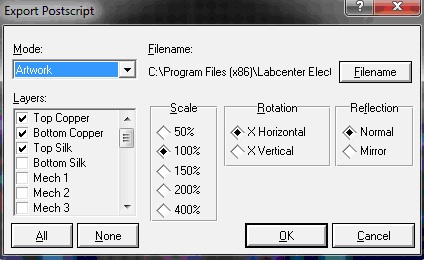 Export Postscript
Mode:
Filename:
Artwork
C:\Program Files (x86)\Labcenter Elect
Filename
Layers:
Top Copper
Bottom Copper
Top Silk
Bottom Silk
Mech 1
Mech 2
Mech 3
Scale
50%
100%
150%
200%
400%
Rotation
X Horizontal
X Vertical
Reflection
Normal
Mirror
All
None
OK
Cancel